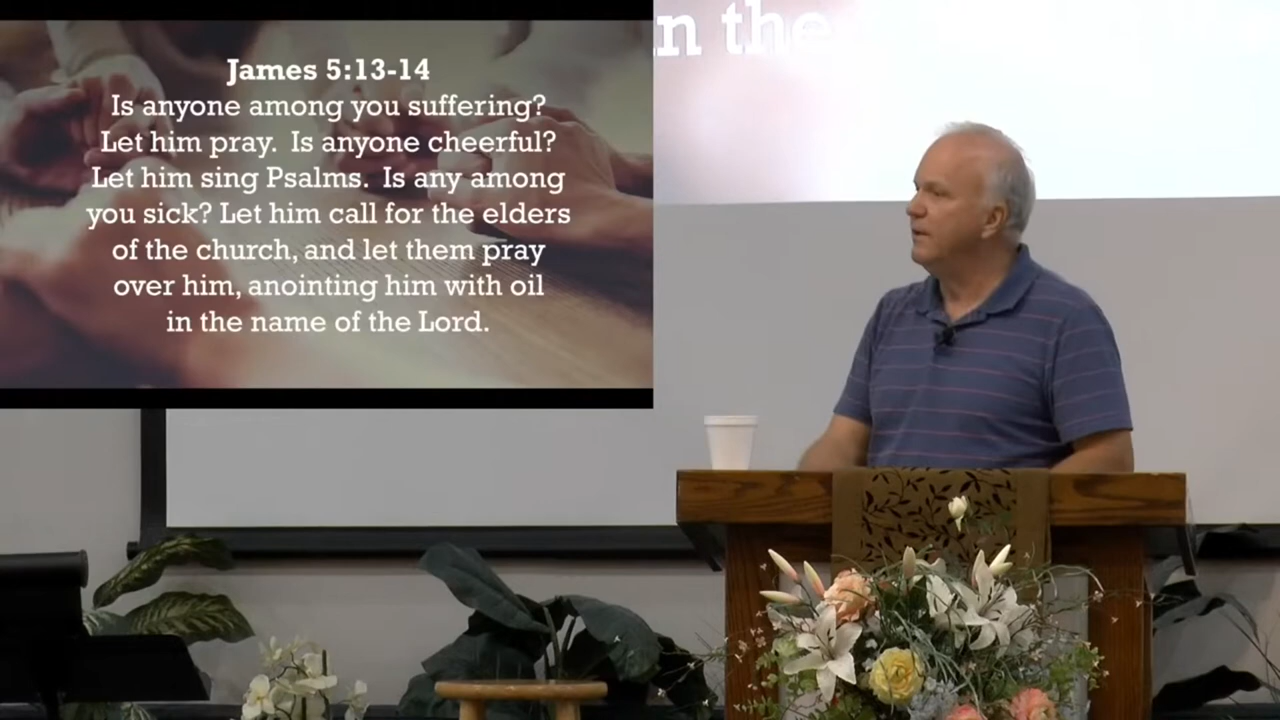 James 5:13-14
Is anyone among you suffering?
Let him pray.  Is anyone cheerful?
Let him sing Psalms.  Is any among
you sick? Let him call for the elders
of the church, and let them pray
over him, anointing him with oil
in the name of the Lord.
in the